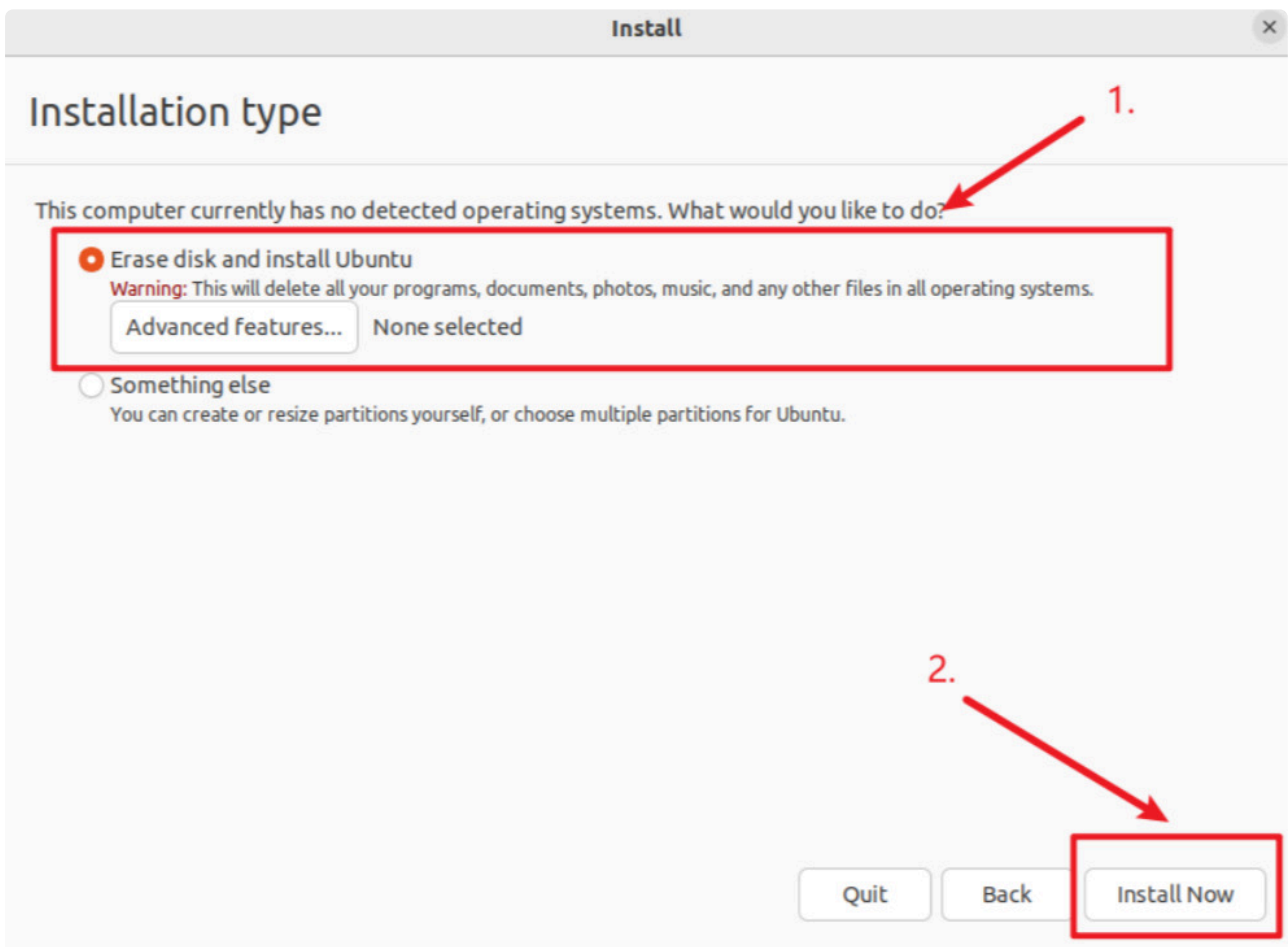 Install
Installation type
1.
This computer currently has no detected operating systems. What would you like to do?
Erase disk and install Ubuntu
Warning: This will delete all your programs, documents, photos, music, and any other files in all operating systems.
Advanced features... None selected
Something else
You can create or resize partitions yourself, or choose multiple partitions for Ubuntu.
2.
Quit Back Install Now